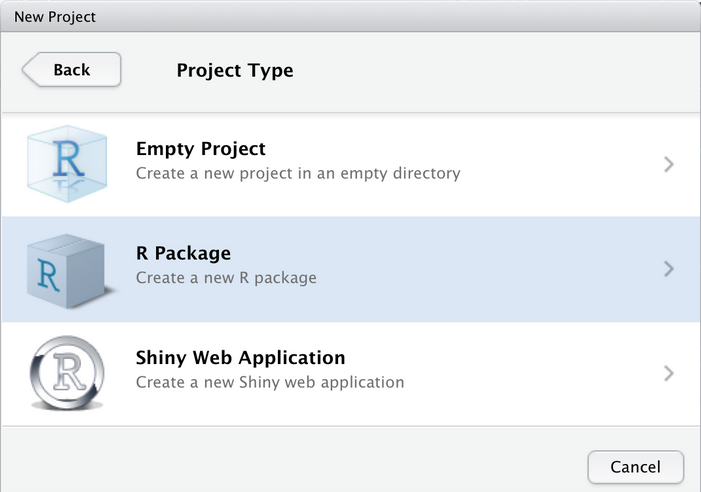 New Project
Back
Project Type
R
Empty Project
Create a new project in an empty directory
R
R Package
Create a new R package
R
Shiny Web Application
Create a new Shiny web application
Cancel